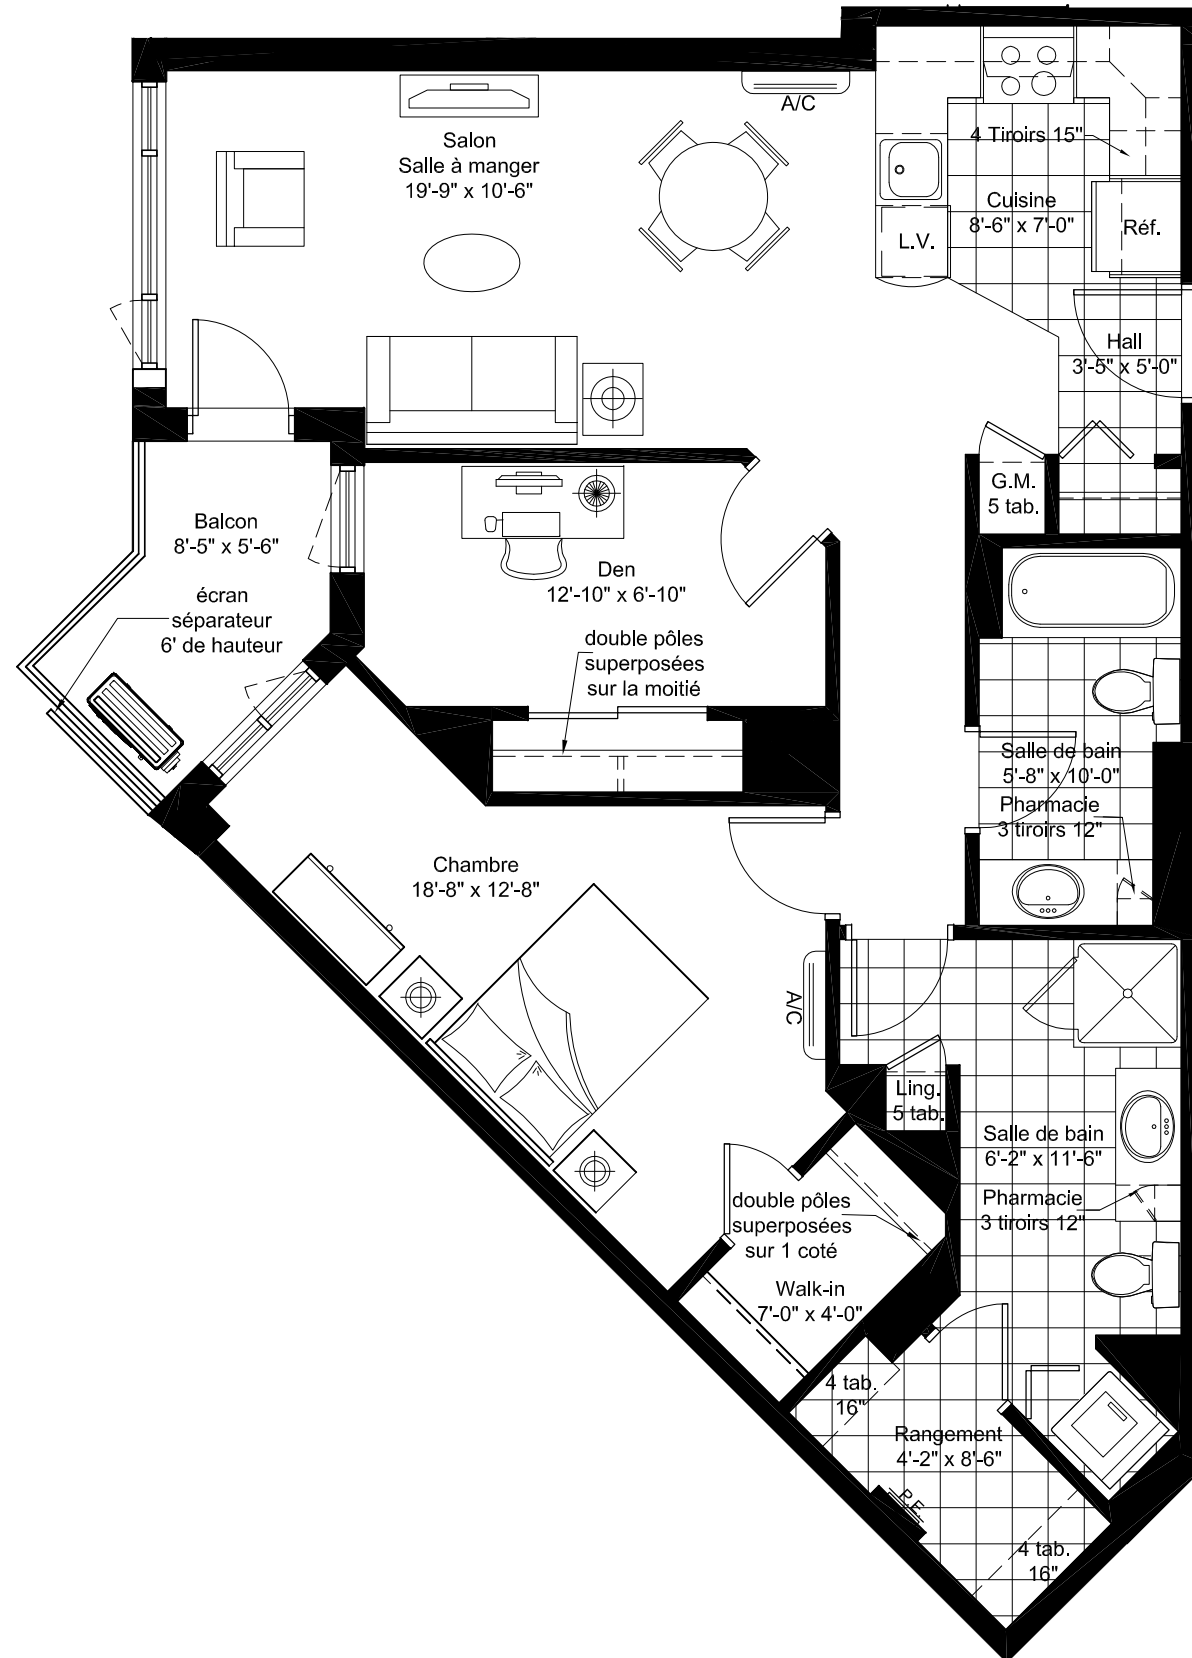 A/C
Salon
Salle à manger
19'-9" x 10'-6"
4 Tiroirs 15"
Cuisine
8'-6" x 7'-0"
L.V.
Réf.
Hall
3'-5" x 5'-0"
G.M.
5 tab.
Balcon
8'-5" x 5'-6"
écran
séparateur
6' de hauteur
Den
12'-10" x 6'-10"
double pôles
superposées
sur la moitié
Salle de bain
5'-8" x 10'-0"
Pharmacie
3 tiroirs 12"
Chambre
18'-8" x 12'-8"
A/C
Ling.
5 tab.
Salle de bain
6'-2" x 11'-6"
Pharmacie
3 tiroirs 12"
double pôles
superposées
sur 1 coté
Walk-in
7'-0" x 4'-0"
4 tab.
16"
Rangement
4'-2" x 8'-6"
P.E.
4 tab.
16"